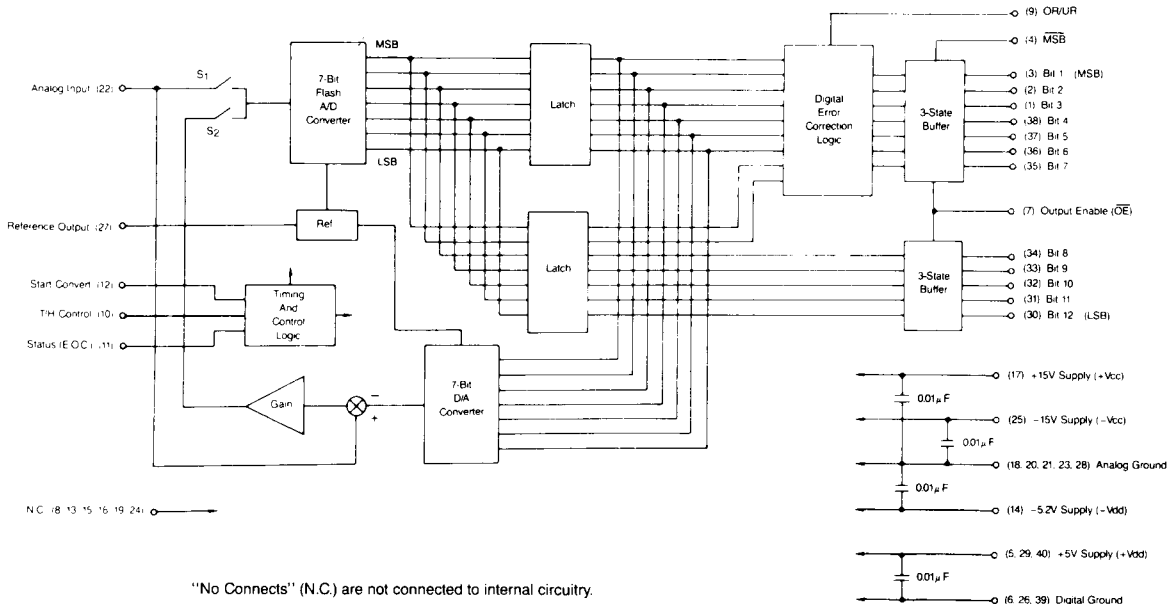 (9) OR/UR
(4) MSB
MSB
S1
7-Bit
Flash
A/D
Converter
Analog Input (22)
S2
Latch
Digital
Error
Correction
Logic
3-State
Buffer
(3) Bit 1 (MSB)
(2) Bit 2
(1) Bit 3
(38) Bit 4
(37) Bit 5
(36) Bit 6
(35) Bit 7
LSB
Reference Output (27)
Ref
(7) Output Enable (OE)
Latch
3-State
Buffer
(34) Bit 8
(33) Bit 9
(32) Bit 10
(31) Bit 11
(30) Bit 12 (LSB)
Start Convert (12)
T/H Control (10)
Status (E.O.C.) (11)
Timing
And
Control
Logic
7-Bit
D/A
Converter
Gain
−
+
(17) +15V Supply (+Vcc)
0.01µF
(25) −15V Supply (−Vcc)
0.01µF
(18, 20, 21, 23, 28) Analog Ground
0.01µF
(14) −5.2V Supply (−Vdd)
N.C. (8, 13, 15, 16, 19, 24)
(5, 29, 40) +5V Supply (+Vdd)
0.01µF
(6, 26, 39) Digital Ground
"No Connects" (N.C.) are not connected to internal circuitry.